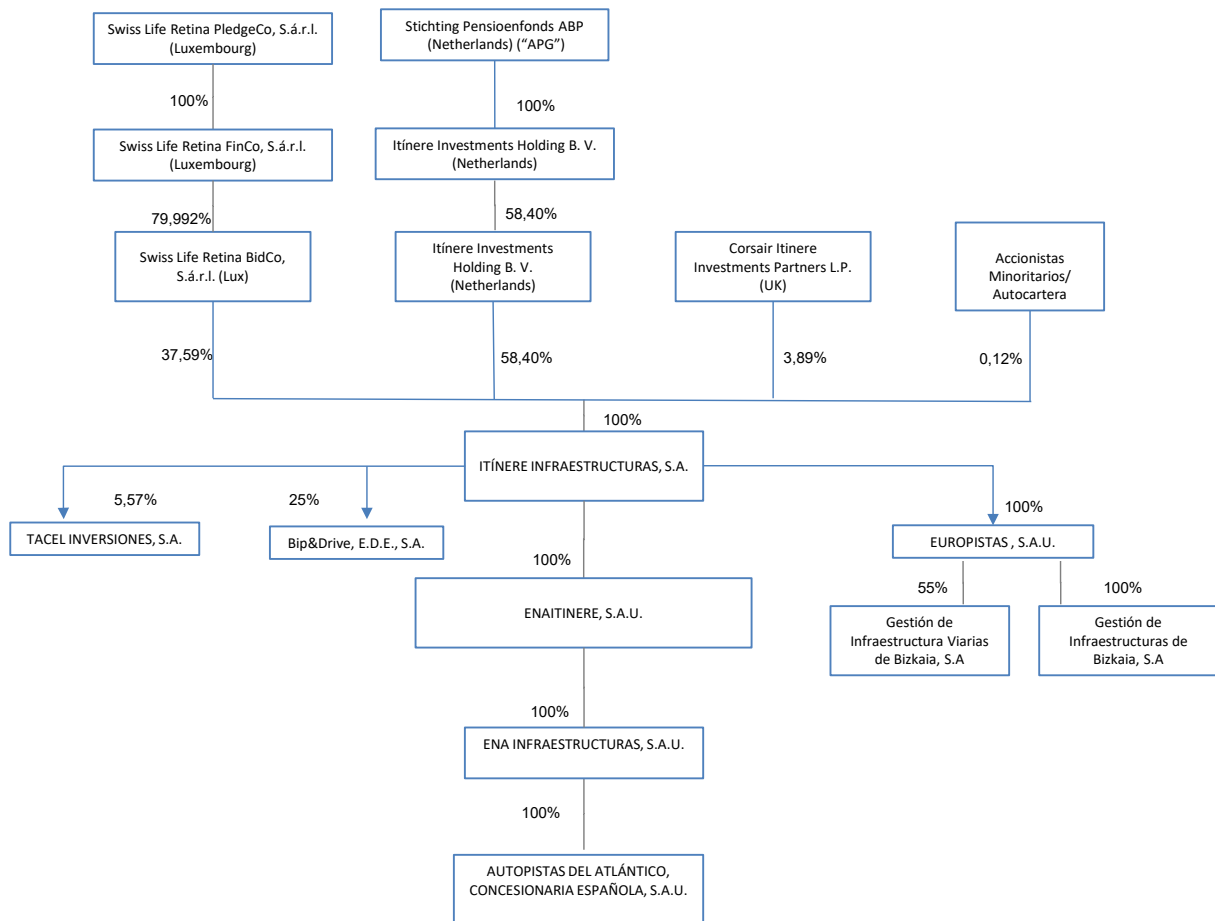 Swiss Life Retina PledgeCo, S.á.r.l.
(Luxembourg)
Stichting Pensioenfonds ABP
(Netherlands) (“APG”)
100%
100%
Swiss Life Retina FinCo, S.á.r.l.
(Luxembourg)
Itínere Investments Holding B. V.
(Netherlands)
79,992%
58,40%
Swiss Life Retina BidCo,
S.á.r.l. (Lux)
Itínere Investments
Holding B. V.
(Netherlands)
Corsair Itinere
Investments Partners L.P.
(UK)
Accionistas
Minoritarios/
Autocartera
37,59%
58,40%
3,89%
0,12%
100%
ITÍNERE INFRAESTRUCTURAS, S.A.
5,57%
25%
100%
TACEL INVERSIONES, S.A.
Bip&Drive, E.D.E., S.A.
EUROPISTAS , S.A.U.
100%
55%
100%
ENAITINERE, S.A.U.
Gestión de
Infraestructura Viarias
de Bizkaia, S.A
Gestión de
Infraestructuras de
Bizkaia, S.A
100%
ENA INFRAESTRUCTURAS, S.A.U.
100%
AUTOPISTAS DEL ATLÁNTICO,
CONCESIONARIA ESPAÑOLA, S.A.U.